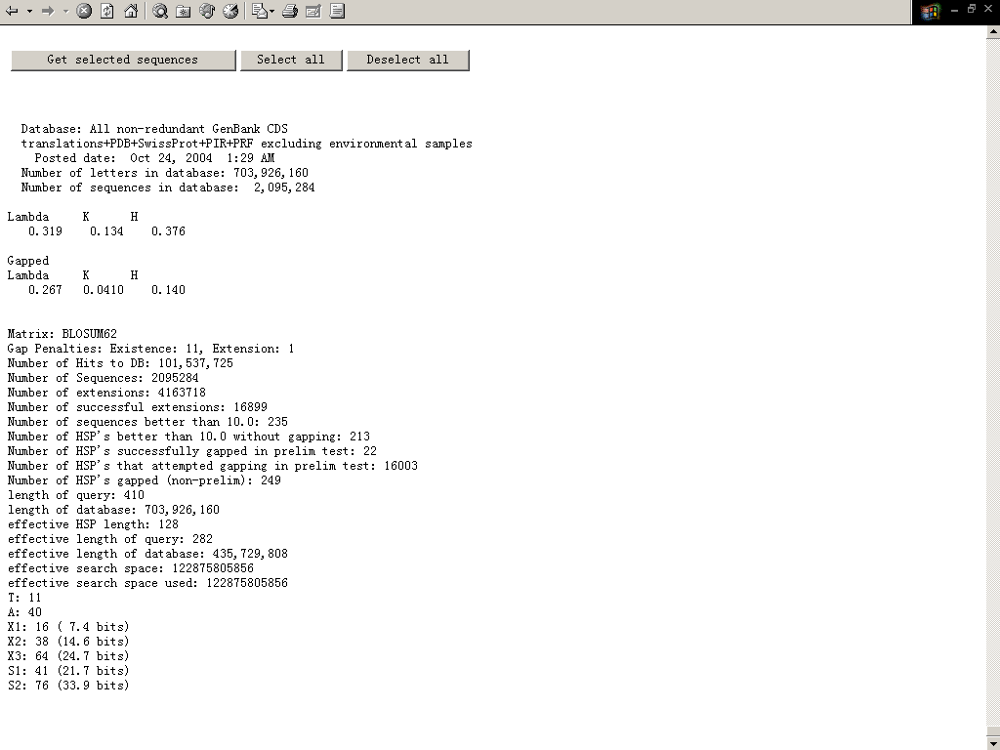 Get selected sequences Select all Deselect all
Database: All non-redundant GenBank CDS
translations+PDB+SwissProt+PIR+PRF excluding environmental samples
Posted date: Oct 24, 2004 1:29 AM
Number of letters in database: 703,926,160
Number of sequences in database: 2,095,284
Lambda K H
0.319 0.134 0.376
Gapped
Lambda K H
0.267 0.0410 0.140
Matrix: BLOSUM62
Gap Penalties: Existence: 11, Extension: 1
Number of Hits to DB: 101,537,725
Number of Sequences: 2095284
Number of extensions: 4163718
Number of successful extensions: 16899
Number of sequences better than 10.0: 235
Number of HSP's better than 10.0 without gapping: 213
Number of HSP's successfully gapped in prelim test: 22
Number of HSP's that attempted gapping in prelim test: 16003
Number of HSP's gapped (non-prelim): 249
length of query: 410
length of database: 703,926,160
effective HSP length: 128
effective length of query: 282
effective length of database: 435,729,808
effective search space: 122875805856
effective search space used: 122875805856
T: 11
A: 40
X1: 16 ( 7.4 bits)
X2: 38 (14.6 bits)
X3: 64 (24.7 bits)
S1: 41 (21.7 bits)
S2: 76 (33.9 bits)